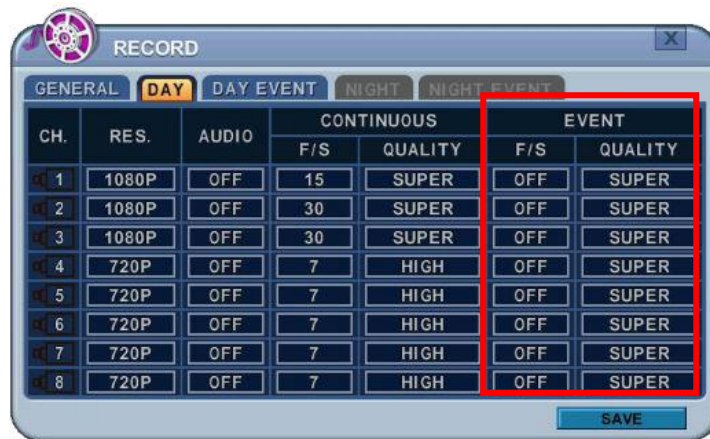 RECORD X
GENERAL DAY DAY EVENT NIGHT NIGHT EVENT
CH. RES. AUDIO CONTINUOUS EVENT
F/S QUALITY F/S QUALITY
1 1080P OFF 15 SUPER OFF SUPER
2 1080P OFF 30 SUPER OFF SUPER
3 1080P OFF 30 SUPER OFF SUPER
4 720P OFF 7 HIGH OFF SUPER
5 720P OFF 7 HIGH OFF SUPER
6 720P OFF 7 HIGH OFF SUPER
7 720P OFF 7 HIGH OFF SUPER
8 720P OFF 7 HIGH OFF SUPER
SAVE